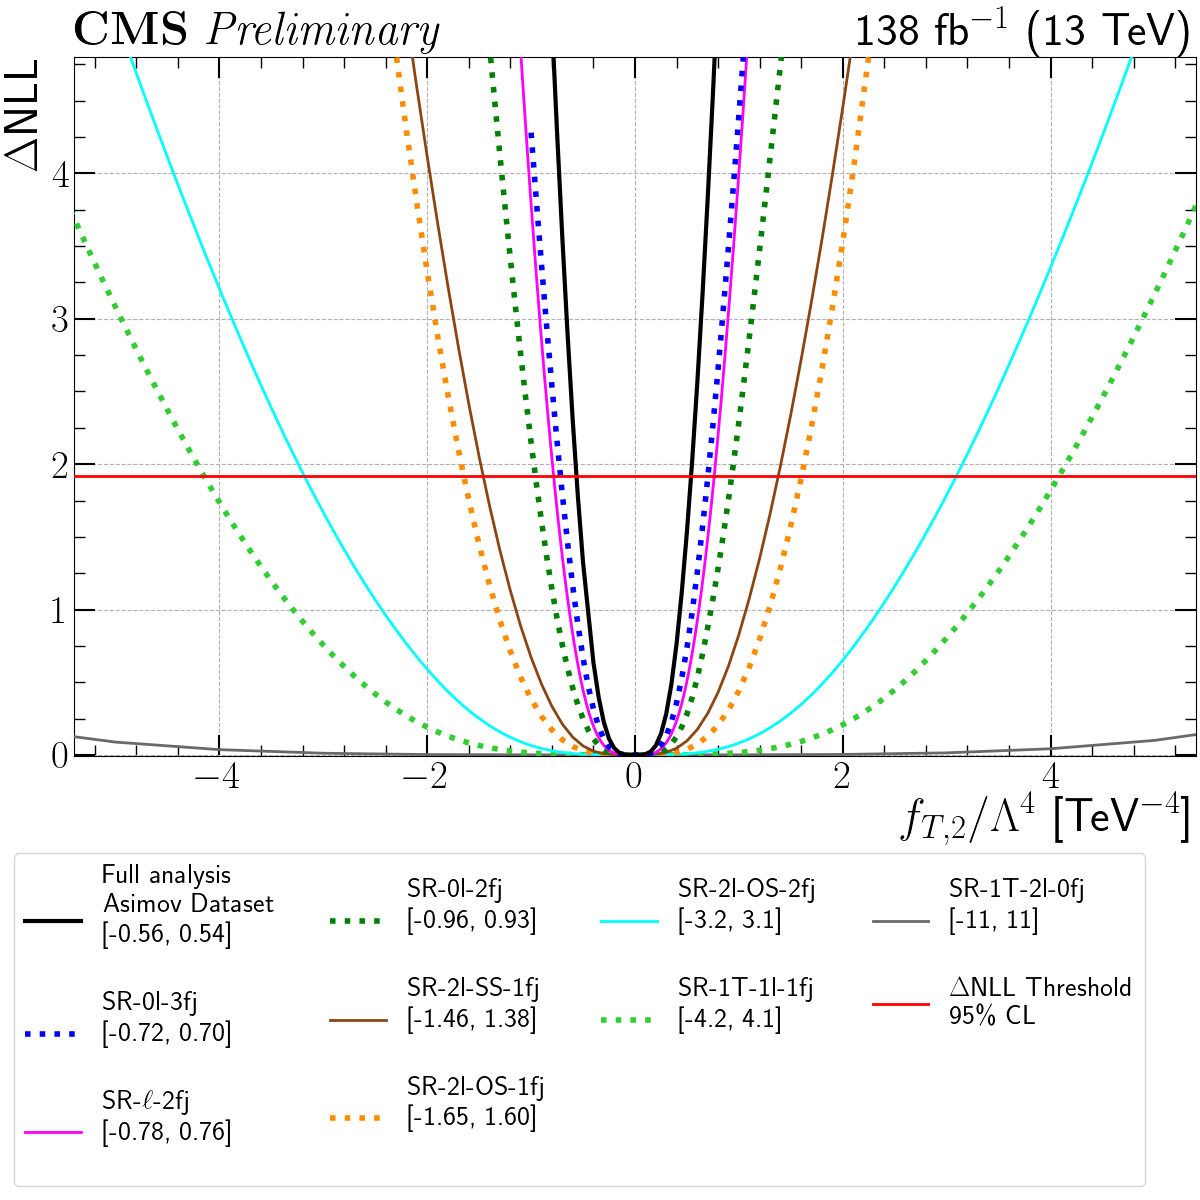 CMS Preliminary
138 fb⁻¹ (13 TeV)
ΔNLL
4
3
2
1
0
−4 −2 0 2 4
f_{T,2}/Λ⁴ [TeV⁻⁴]
Full analysis
Asimov Dataset
[-0.56, 0.54]
SR-0l-3fj
[-0.72, 0.70]
SR-ℓ-2fj
[-0.78, 0.76]
SR-0l-2fj
[-0.96, 0.93]
SR-2l-SS-1fj
[-1.46, 1.38]
SR-2l-OS-1fj
[-1.65, 1.60]
SR-2l-OS-2fj
[-3.2, 3.1]
SR-1T-1l-1fj
[-4.2, 4.1]
SR-1T-2l-0fj
[-11, 11]
ΔNLL Threshold
95% CL